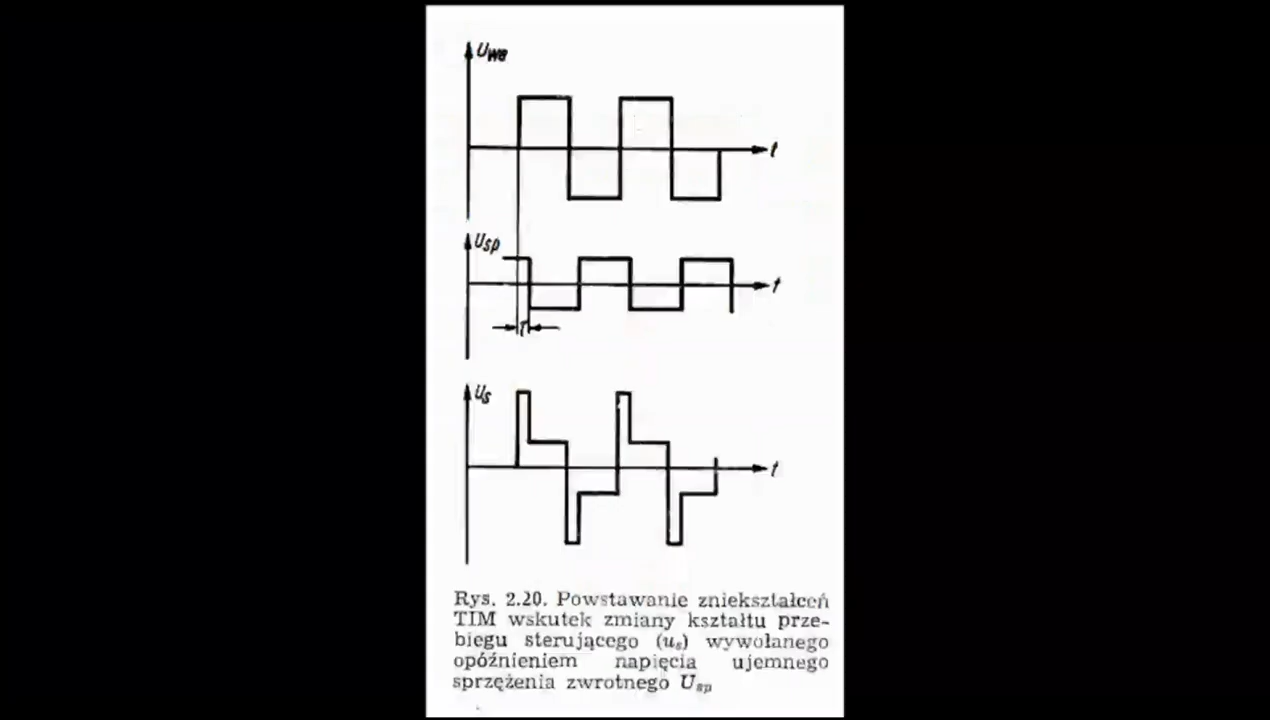 Uwe
t
Usp
t
τ
Us
t
Rys. 2.20. Powstawanie zniekształceń
TIM wskutek zmiany kształtu prze-
biegu sterującego (us) wywołanego
opóźnieniem napięcia ujemnego
sprzężenia zwrotnego Usp